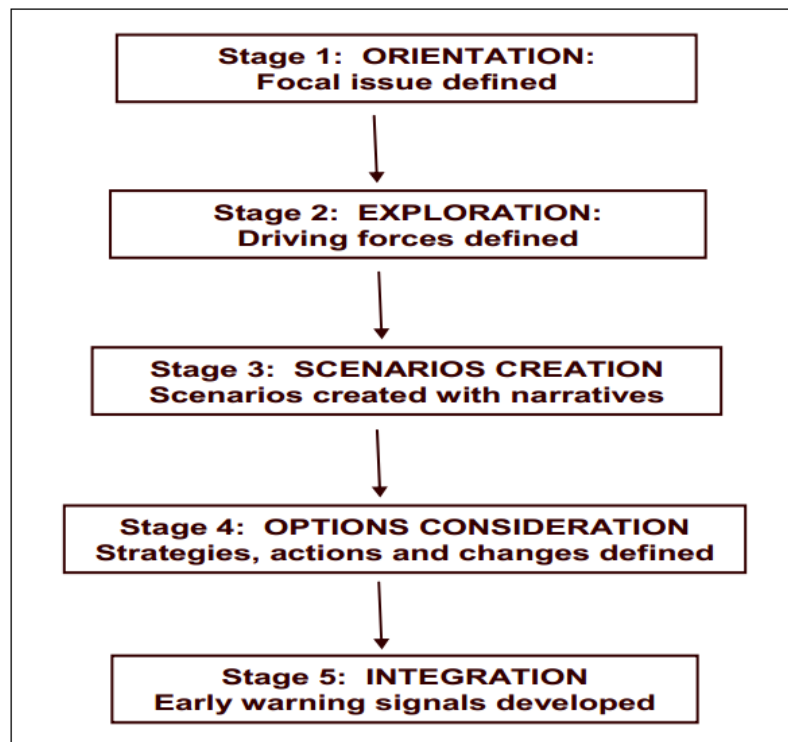 Stage 1: ORIENTATION:
Focal issue defined
Stage 2: EXPLORATION:
Driving forces defined
Stage 3: SCENARIOS CREATION
Scenarios created with narratives
Stage 4: OPTIONS CONSIDERATION
Strategies, actions and changes defined
Stage 5: INTEGRATION
Early warning signals developed